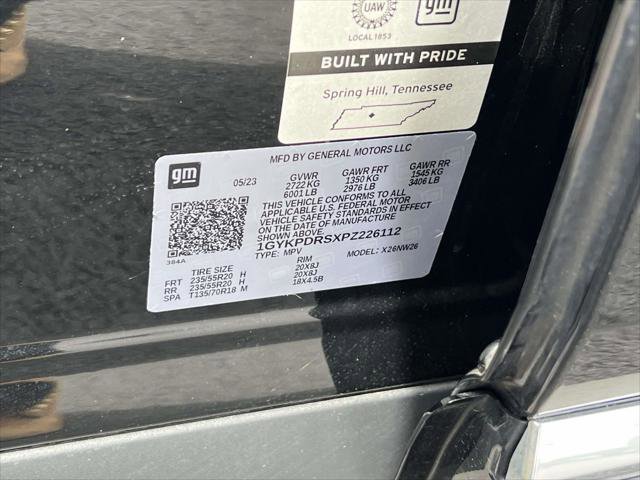 UAW
gm
LOCAL 1853
BUILT WITH PRIDE
Spring Hill, Tennessee
MFD BY GENERAL MOTORS LLC
gm
05/23 GVWR GAWR FRT GAWR RR
2722 KG 1350 KG 1545 KG
6001 LB 2976 LB 3406 LB
THIS VEHICLE CONFORMS TO ALL
APPLICABLE U.S. FEDERAL MOTOR
VEHICLE SAFETY STANDARDS IN EFFECT
ON THE DATE OF MANUFACTURE
SHOWN ABOVE.
1GYKPDRSXPZ226112
TYPE: MPV MODEL: X26NW26
384A
TIRE SIZE RIM
FRT 235/55R20 H 20X8J
RR 235/55R20 H 20X8J
SPA T135/70R18 M 18X4.5B